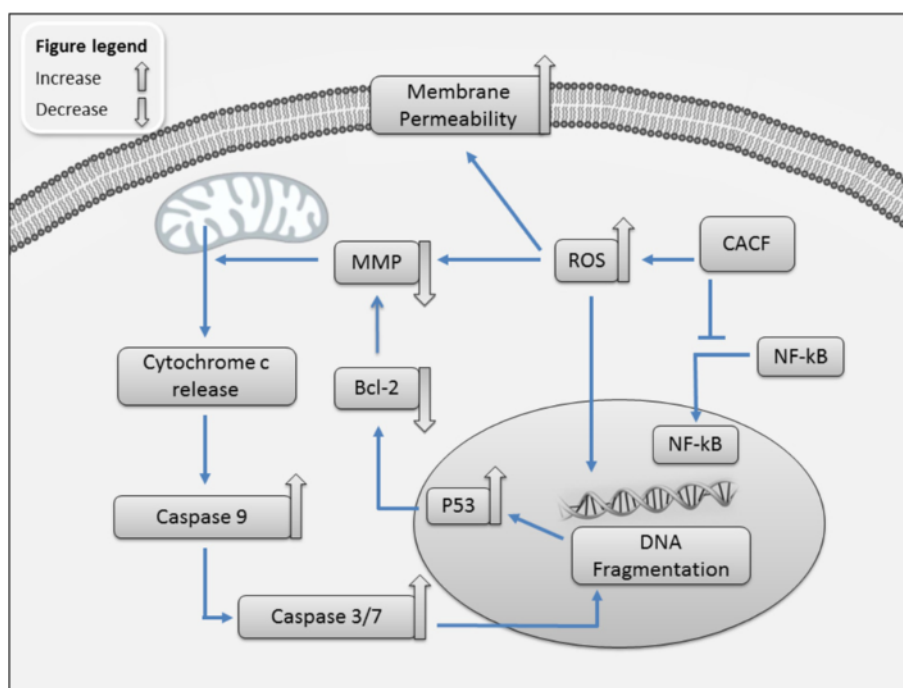 Figure legend
Increase
Decrease
Membrane
Permeability
MMP
ROS
CACF
Cytochrome c
release
Bcl-2
NF-kB
NF-kB
P53
Caspase 9
DNA
Fragmentation
Caspase 3/7